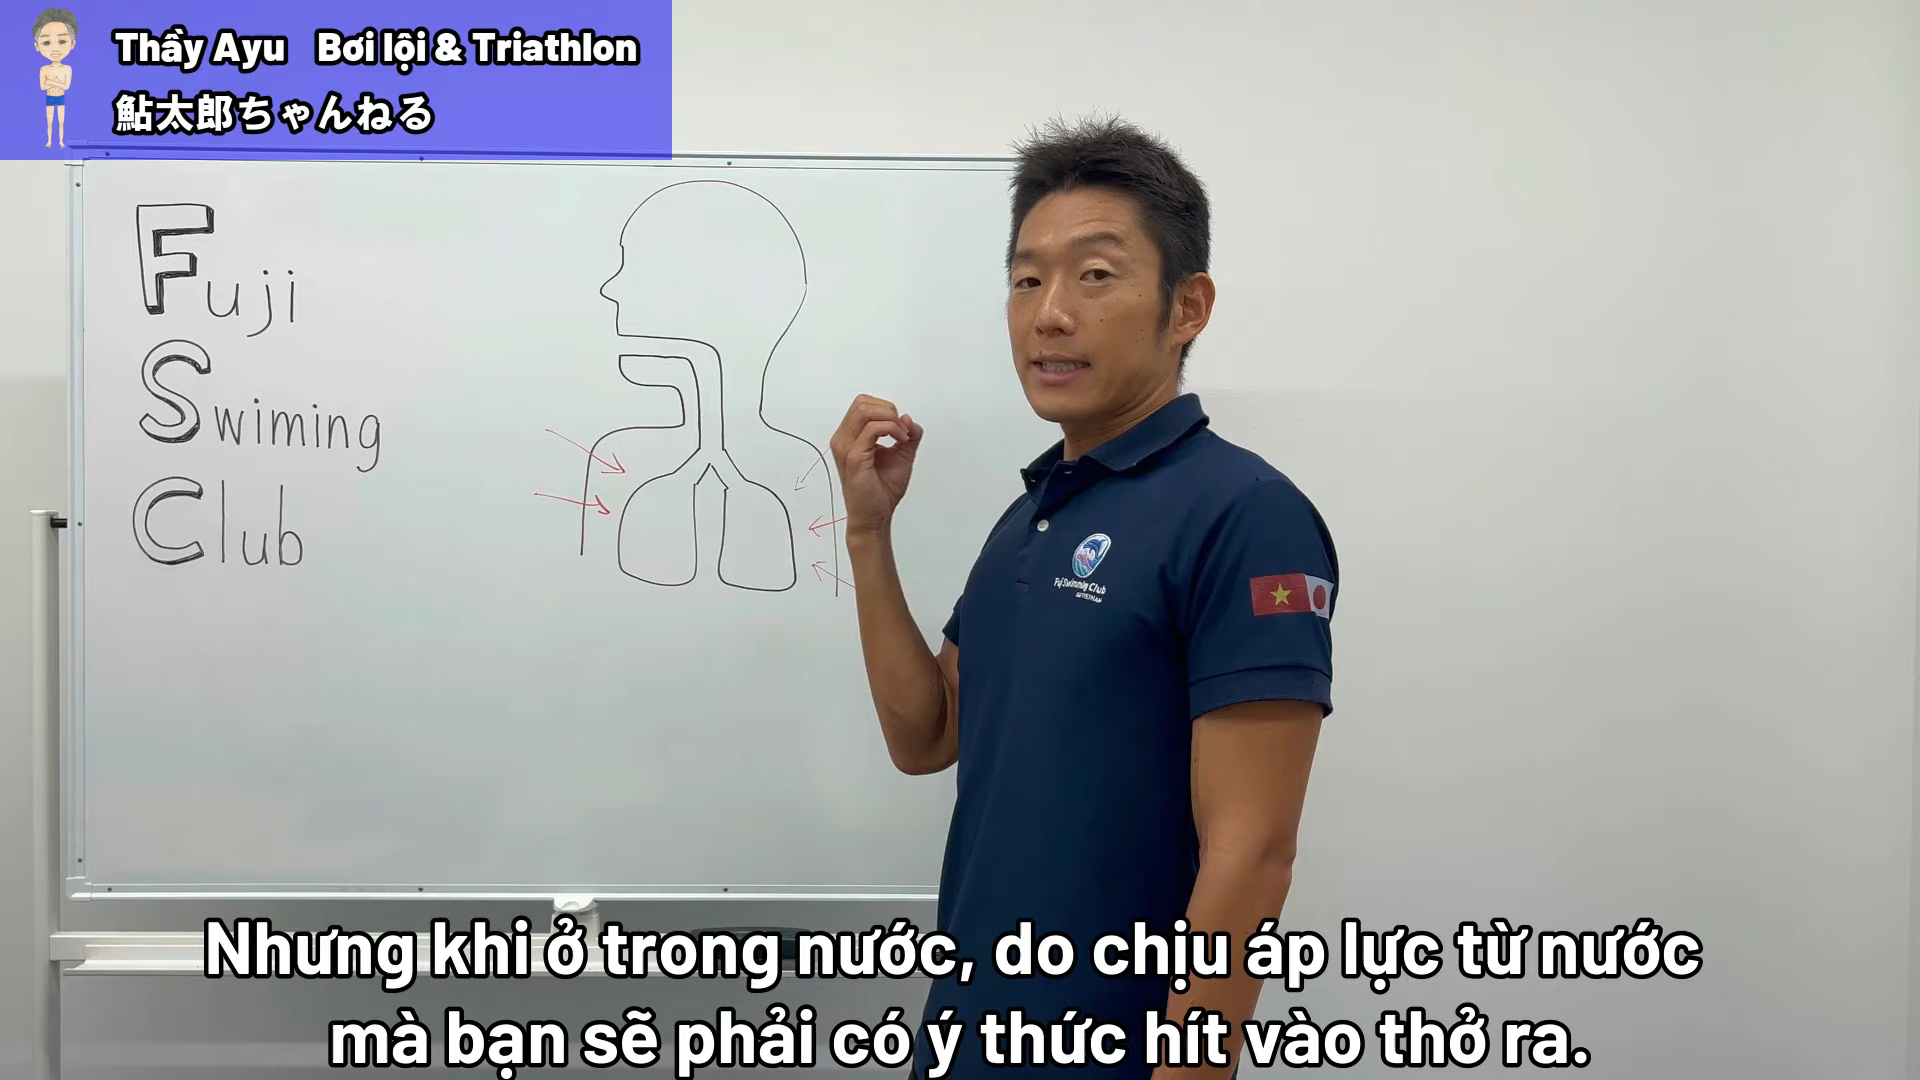 Thầy Ayu Bơi lội & Triathlon
鮎太郎ちゃんねる
Fuji
Swiming
Club
Fuji Swimming Club
Nhưng khi ở trong nước, do chịu áp lực từ nước
mà bạn sẽ phải có ý thức hít vào thở ra.